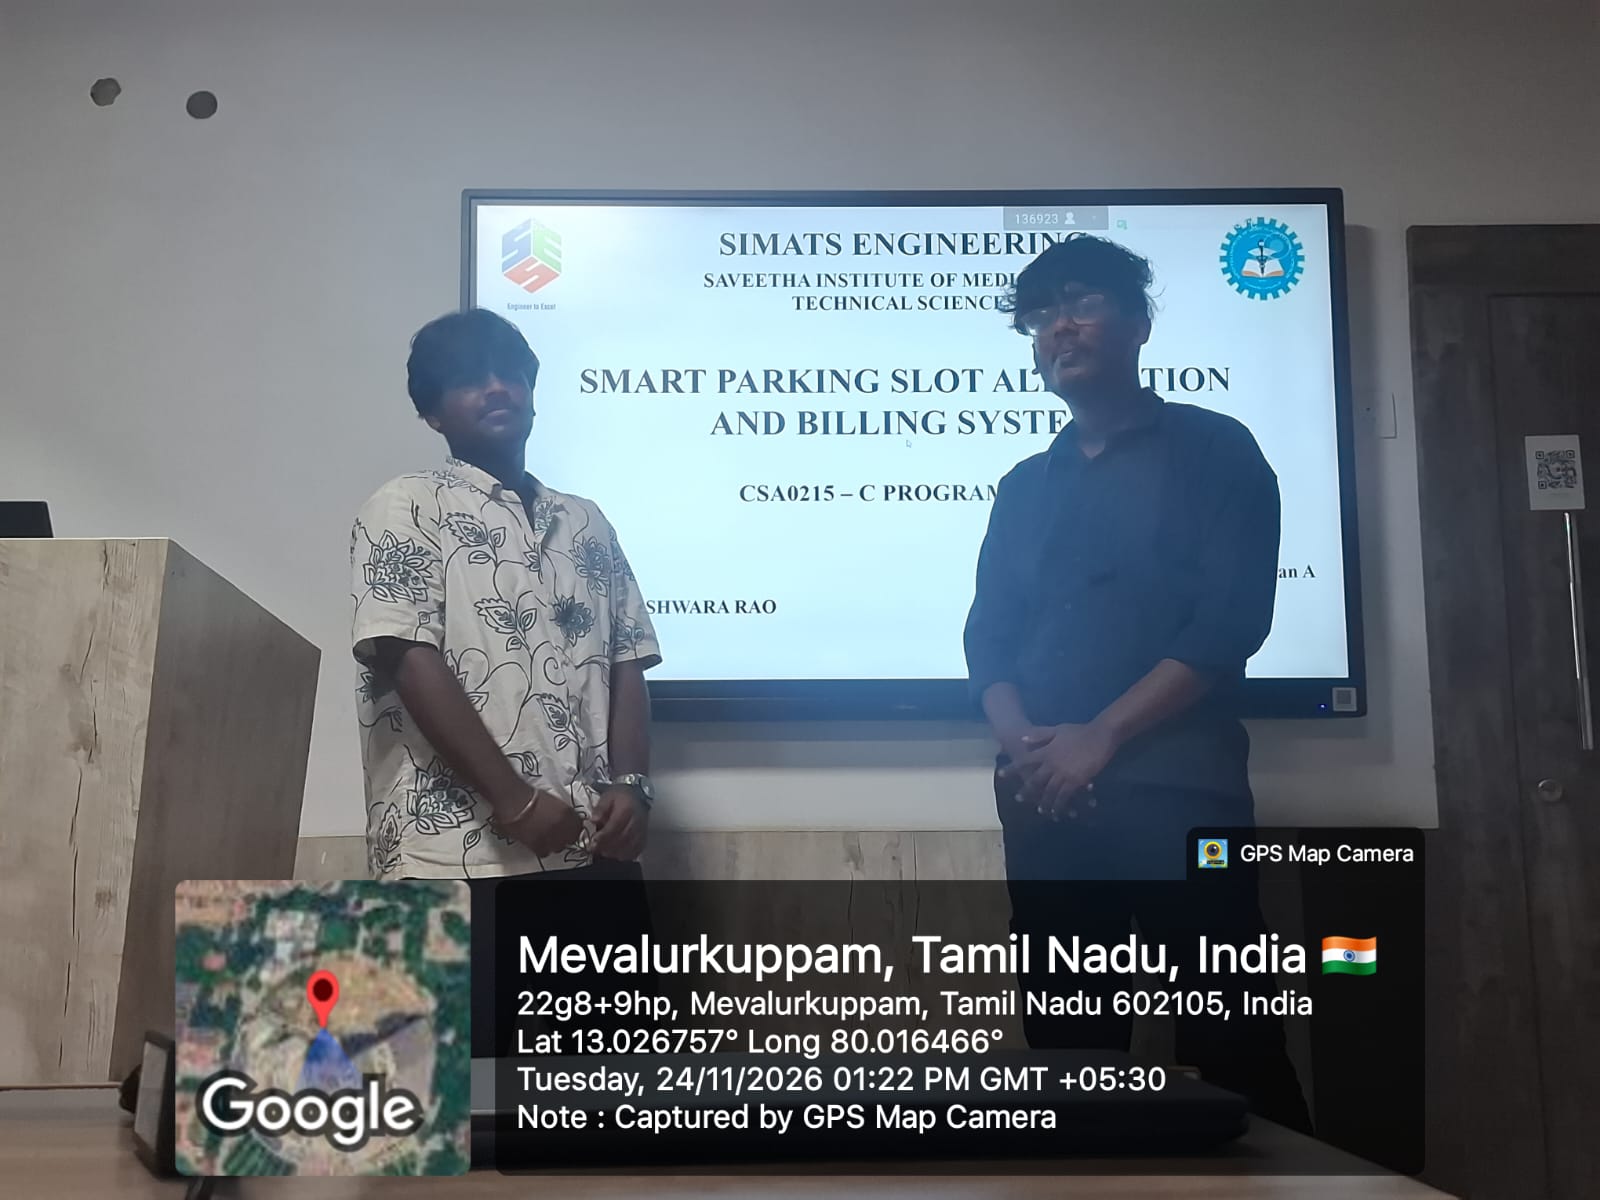 136923
SIMATS ENGINEERING
SAVEETHA INSTITUTE OF MEDI
TECHNICAL SCIENCES
Engineer to Excel
SMART PARKING SLOT AL TION
AND BILLING SYSTE
CSA0215 – C PROGRAM
an A
SHWARA RAO
GPS Map Camera
Mevalurkuppam, Tamil Nadu, India
22g8+9hp, Mevalurkuppam, Tamil Nadu 602105, India
Lat 13.026757° Long 80.016466°
Tuesday, 24/11/2026 01:22 PM GMT +05:30
Note : Captured by GPS Map Camera
Google